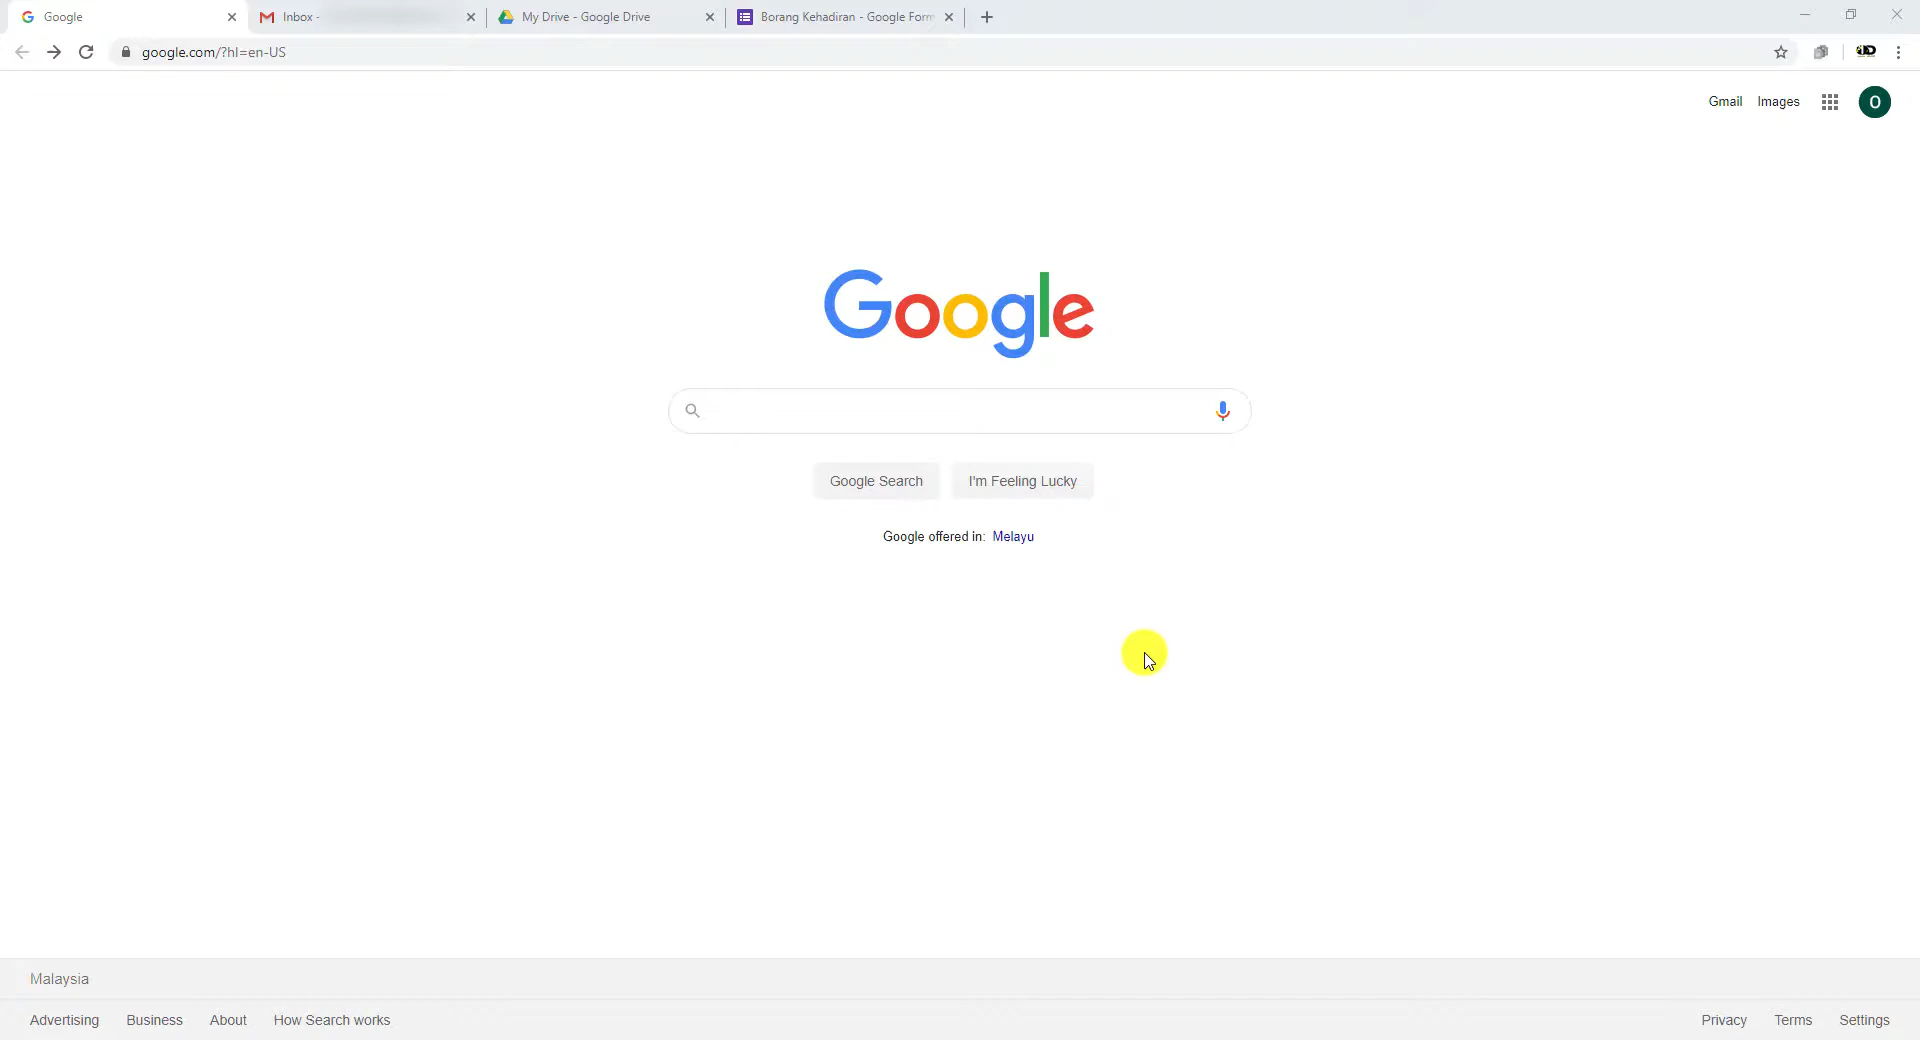 Google
Inbox -
My Drive - Google Drive
Borang Kehadiran - Google Form
google.com/?hl=en-US
Gmail Images O
Google
Google Search I'm Feeling Lucky
Google offered in: Melayu
Malaysia
Advertising Business About How Search works Privacy Terms Settings